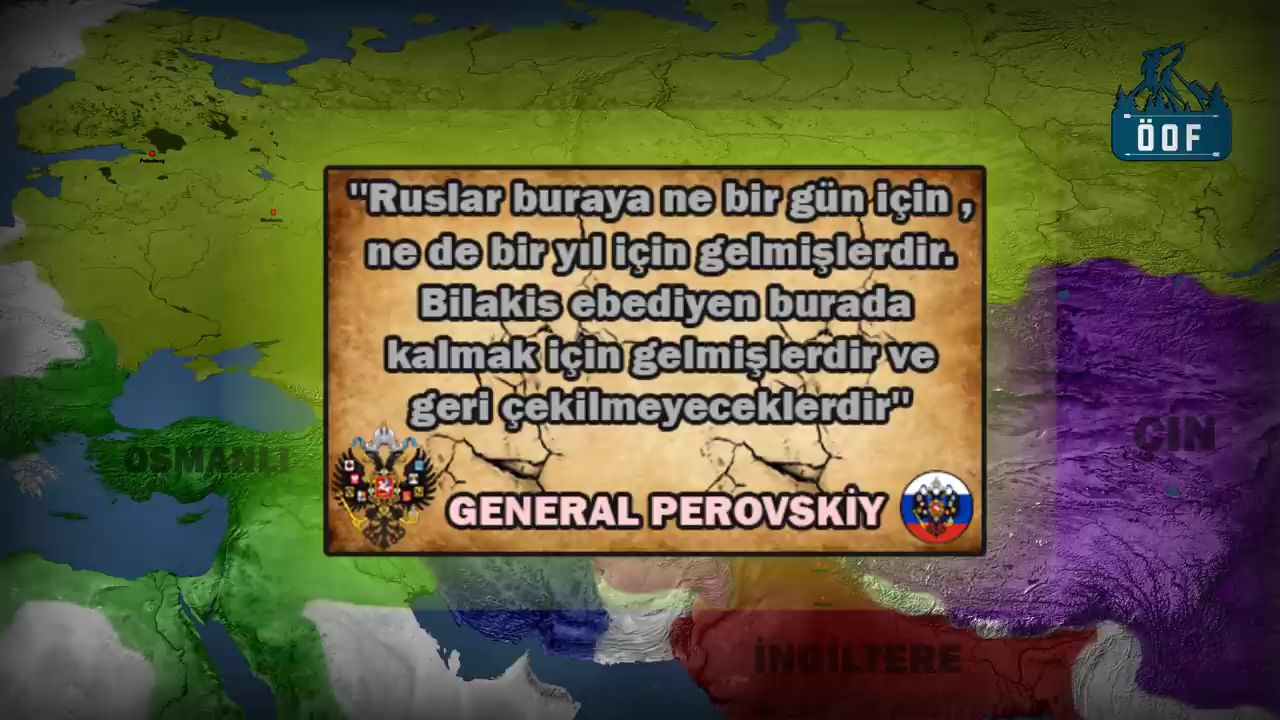 ÖOF
Petersburg
"Ruslar buraya ne bir gün için ,
ne de bir yıl için gelmişlerdir.
Bilakis ebediyen burada
kalmak için gelmişlerdir ve
geri çekilmeyeceklerdir"
GENERAL PEROVSKİY
OSMANLI
ÇİN
İNGİLTERE